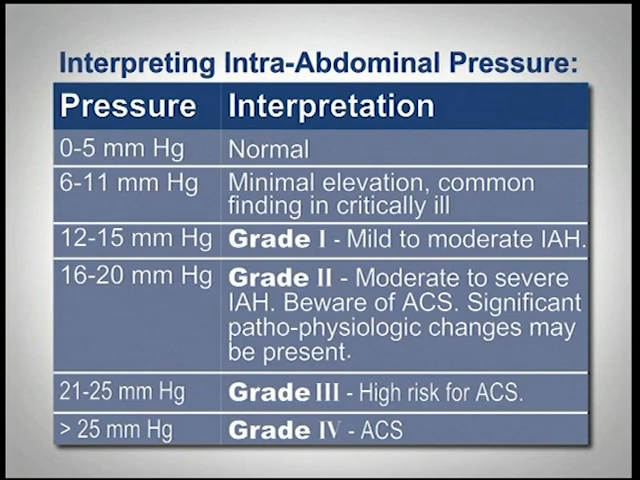 Interpreting Intra-Abdominal Pressure:
Pressure Interpretation
0-5 mm Hg Normal
6-11 mm Hg Minimal elevation, common
finding in critically ill
12-15 mm Hg Grade I - Mild to moderate IAH.
16-20 mm Hg Grade II - Moderate to severe
IAH. Beware of ACS. Significant
patho-physiologic changes may
be present.
21-25 mm Hg Grade III - High risk for ACS.
> 25 mm Hg Grade IV - ACS